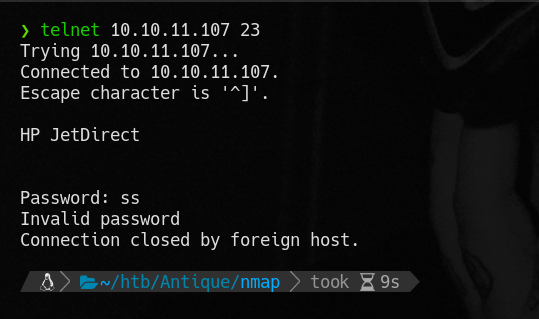 ❯ telnet 10.10.11.107 23
Trying 10.10.11.107...
Connected to 10.10.11.107.
Escape character is '^]'.
HP JetDirect
Password: ss
Invalid password
Connection closed by foreign host.
~/htb/Antique/nmap took 9s